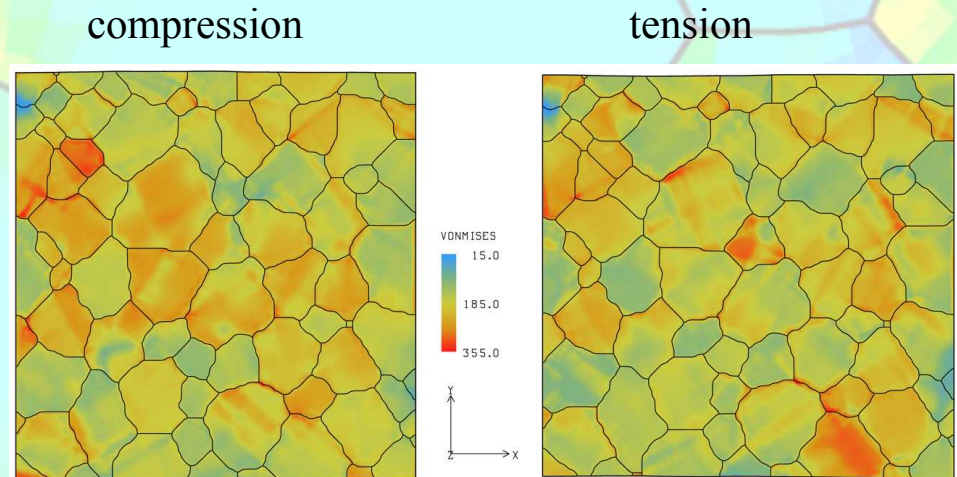 compression
tension
VONMISES
15.0
185.0
355.0
Y
Z
X